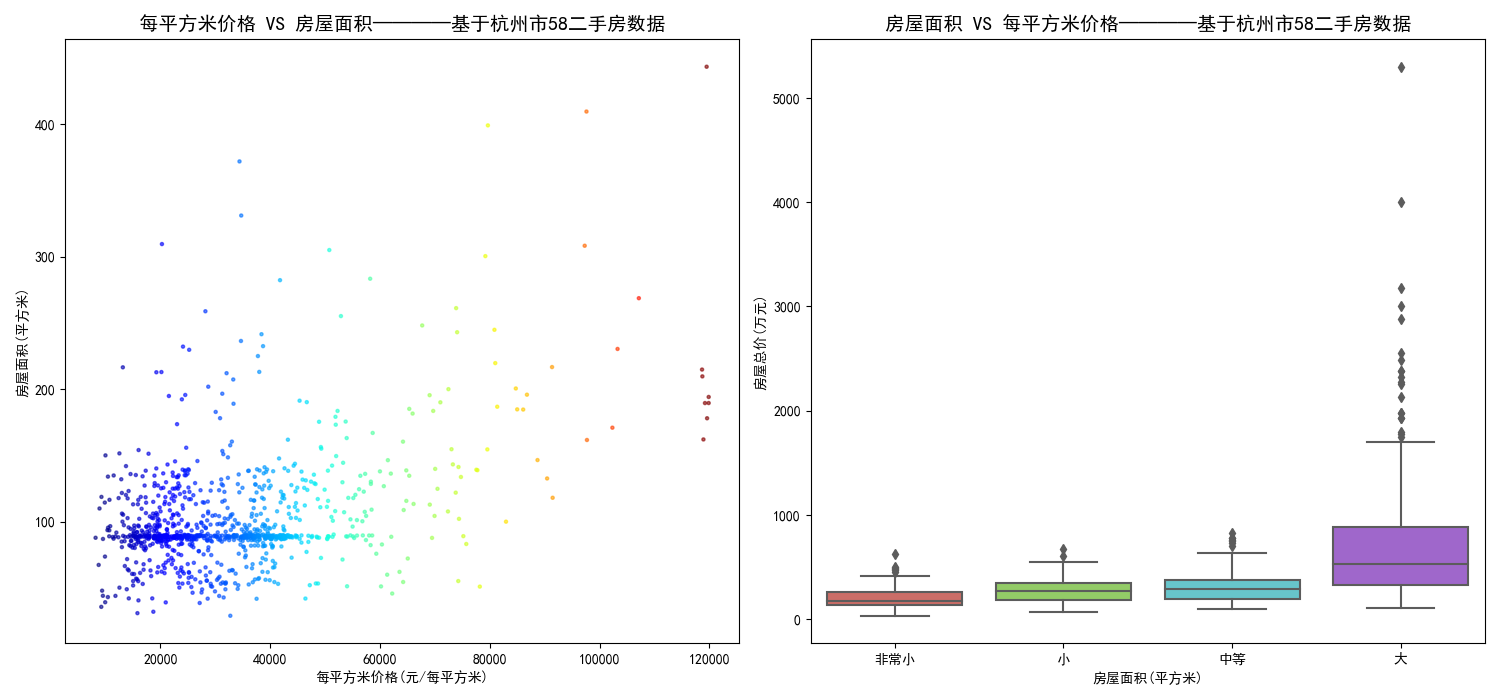 每平方米价格 VS 房屋面积————基于杭州市58二手房数据
400
300
200
100
房屋面积(平方米)
20000
40000
60000
80000
100000
120000
每平方米价格(元/每平方米)
房屋面积 VS 每平方米价格————基于杭州市58二手房数据
5000
4000
3000
2000
1000
0
房屋总价(万元)
非常小
小
中等
大
房屋面积(平方米)